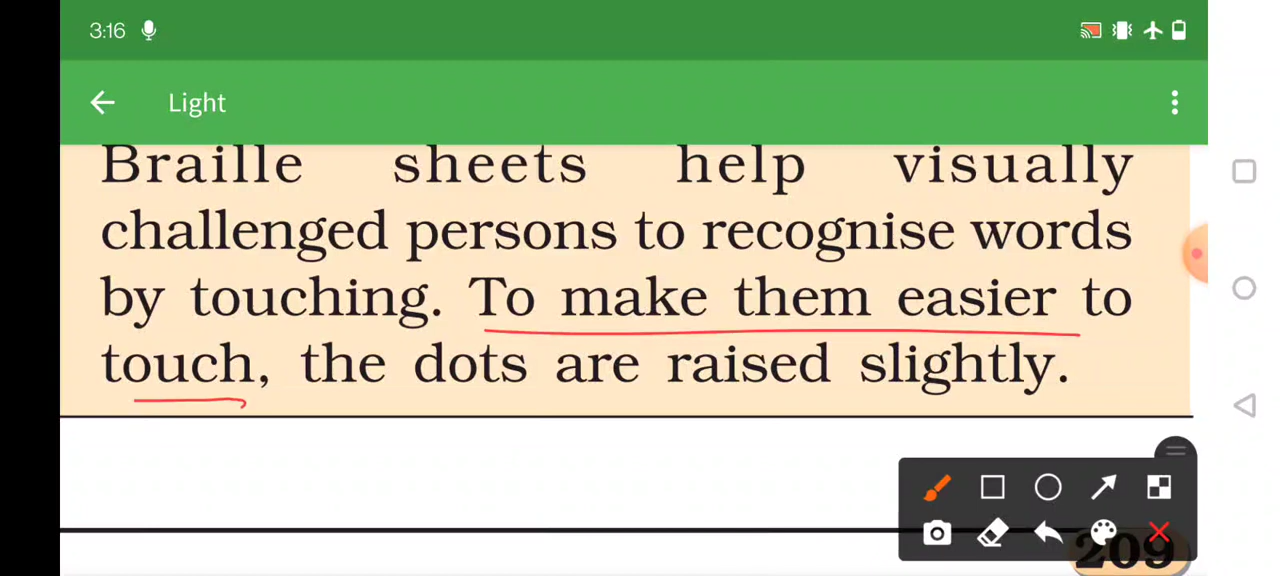 3:16
Light
Braille sheets help visually
challenged persons to recognise words
by touching. To make them easier to
touch, the dots are raised slightly.
209